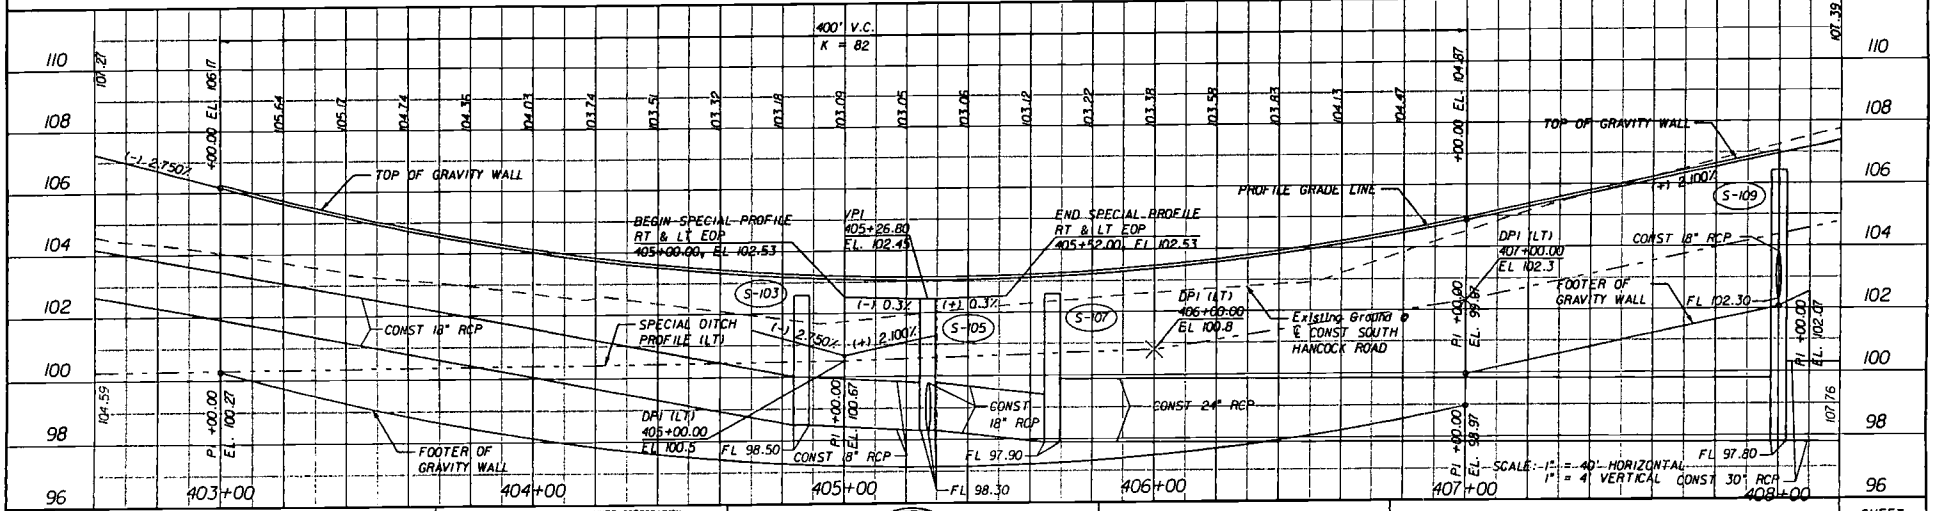 400' V.C.
K = 82
110
108
106
104
102
100
98
96
107.27
+00.00 EL. 106.17
105.64
105.17
104.74
104.35
104.03
103.74
103.51
103.32
103.18
103.09
103.05
103.06
103.12
103.22
103.38
103.58
103.83
104.13
104.47
+00.00 EL. 104.87
107.39
110
108
106
104
102
100
98
96
(-) 2.750%
TOP OF GRAVITY WALL
TOP OF GRAVITY WALL
PROFILE GRADE LINE
(+) 2.100%
S-109
BEGIN SPECIAL PROFILE
RT & LT EOP
405+00.00, EL 102.53
VPI
405+26.80
EL. 102.45
END SPECIAL PROFILE
RT & LT EOP
405+52.00, EL 102.53
DPI (LT)
407+00.00
EL 102.3
CONST 18" RCP
S-103
(-) 0.3%
(+) 0.3%
S-105
S-107
DPI (LT)
406+00.00
EL 100.8
Existing Ground @
℄ CONST SOUTH
HANCOCK ROAD
FOOTER OF
GRAVITY WALL
FL 102.30
PI +00.00
EL. 102.07
PI +00.00
EL. 99.87
CONST 18" RCP
SPECIAL DITCH
PROFILE (LT)
(-) 2.750%
(+) 2.100%
104.59
PI +00.00
EL. 100.27
FOOTER OF
GRAVITY WALL
DPI (LT)
405+00.00
EL 100.5
FL 98.50
PI +00.00
EL. 100.67
CONST 18" RCP
CONST
18" RCP
FL 97.90
FL 98.30
CONST 24" RCP
PI +00.00
EL. 98.97
107.76
FL 97.80
SCALE: 1" = 40' HORIZONTAL
1" = 4' VERTICAL
CONST 30" RCP
403+00
404+00
405+00
406+00
407+00
408+00
SHEET